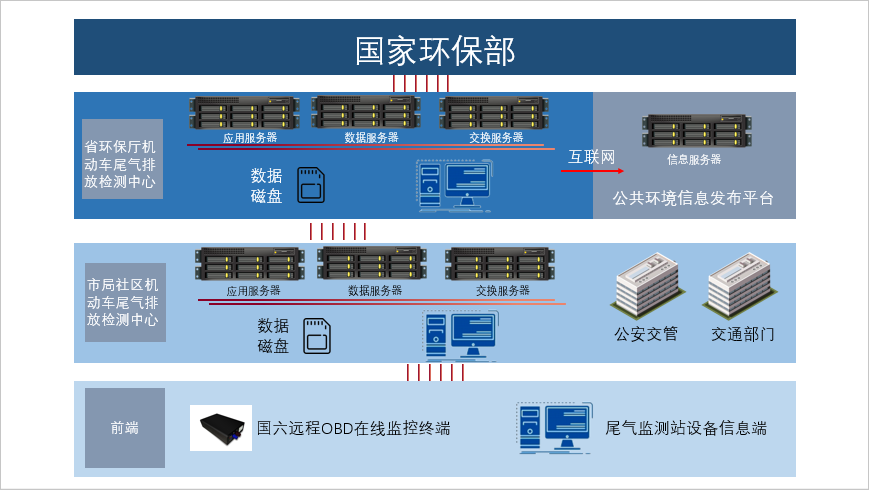 国家环保部
应用服务器
数据服务器
交换服务器
省环保厅机
动车尾气排
放检测中心
数据
磁盘
互联网
信息服务器
公共环境信息发布平台
市局社区机
动车尾气排
放检测中心
应用服务器
数据服务器
交换服务器
数据
磁盘
公安交管
交通部门
前端
国六远程OBD在线监控终端
尾气监测站设备信息端